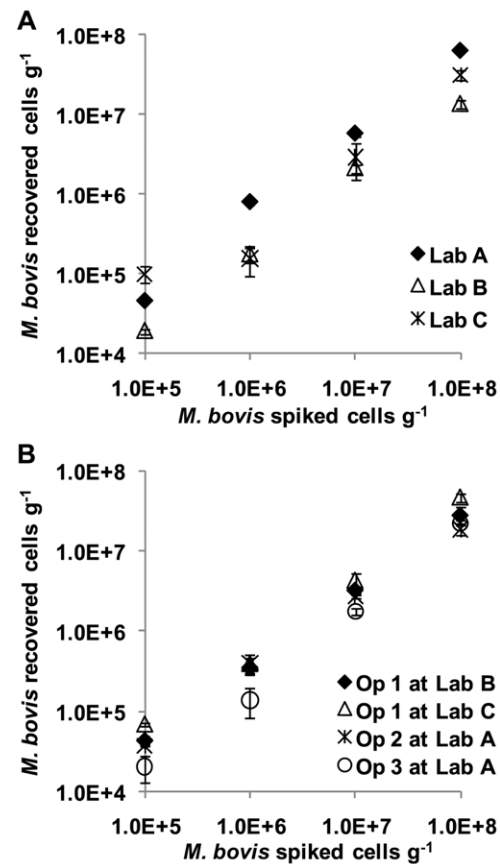 A
M. bovis recovered cells g-1
1.0E+8
1.0E+7
1.0E+6
1.0E+5
1.0E+4
Lab A
Lab B
Lab C
1.0E+5 1.0E+6 1.0E+7 1.0E+8
M. bovis spiked cells g-1
B
M. bovis recovered cells g-1
1.0E+8
1.0E+7
1.0E+6
1.0E+5
1.0E+4
Op 1 at Lab B
Op 1 at Lab C
Op 2 at Lab A
Op 3 at Lab A
1.0E+5 1.0E+6 1.0E+7 1.0E+8
M. bovis spiked cells g-1